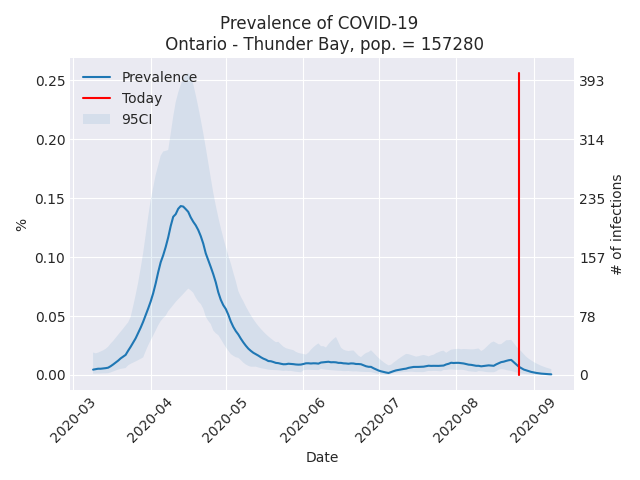 Prevalence of COVID-19
Ontario - Thunder Bay, pop. = 157280
Prevalence
Today
95CI
0.25
0.20
0.15
0.10
0.05
0.00
%
393
314
235
157
78
0
# of infections
2020-03
2020-04
2020-05
2020-06
2020-07
2020-08
2020-09
Date